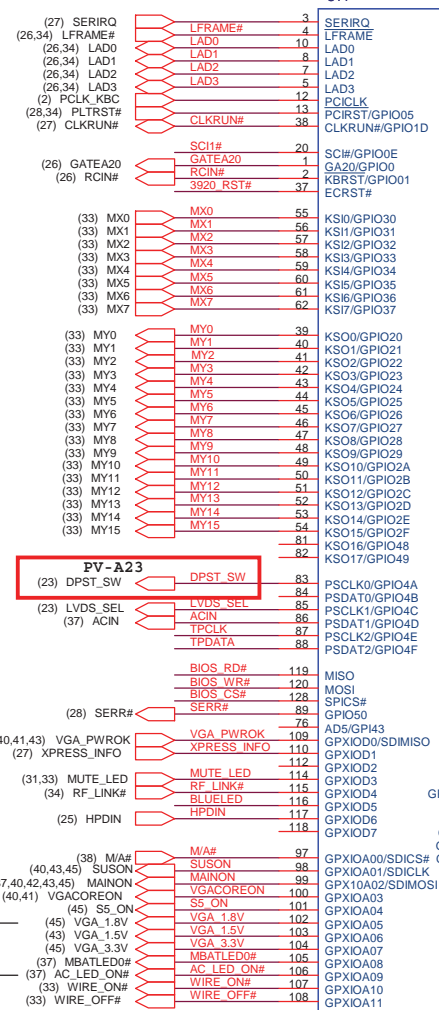 (27) SERIRQ 3 SERIRQ
(26,34) LFRAME# LFRAME# 4 LFRAME
(26,34) LAD0 LAD0 10 LAD0
(26,34) LAD1 LAD1 8 LAD1
(26,34) LAD2 LAD2 7 LAD2
(26,34) LAD3 LAD3 5 LAD3
(2) PCLK_KBC 12 PCICLK
(28,34) PLTRST# 13 PCIRST/GPIO05
(27) CLKRUN# CLKRUN# 38 CLKRUN#/GPIO1D
SCI1# 20 SCI#/GPIO0E
(26) GATEA20 GATEA20 1 GA20/GPIO0
(26) RCIN# RCIN# 2 KBRST/GPIO01
3920_RST# 37 ECRST#
(33) MX0 MX0 55 KSI0/GPIO30
(33) MX1 MX1 56 KSI1/GPIO31
(33) MX2 MX2 57 KSI2/GPIO32
(33) MX3 MX3 58 KSI3/GPIO33
(33) MX4 MX4 59 KSI4/GPIO34
(33) MX5 MX5 60 KSI5/GPIO35
(33) MX6 MX6 61 KSI6/GPIO36
(33) MX7 MX7 62 KSI7/GPIO37
(33) MY0 MY0 39 KSO0/GPIO20
(33) MY1 MY1 40 KSO1/GPIO21
(33) MY2 MY2 41 KSO2/GPIO22
(33) MY3 MY3 42 KSO3/GPIO23
(33) MY4 MY4 43 KSO4/GPIO24
(33) MY5 MY5 44 KSO5/GPIO25
(33) MY6 MY6 45 KSO6/GPIO26
(33) MY7 MY7 46 KSO7/GPIO27
(33) MY8 MY8 47 KSO8/GPIO28
(33) MY9 MY9 48 KSO9/GPIO29
(33) MY10 MY10 49 KSO10/GPIO2A
(33) MY11 MY11 50 KSO11/GPIO2B
(33) MY12 MY12 51 KSO12/GPIO2C
(33) MY13 MY13 52 KSO13/GPIO2D
(33) MY14 MY14 53 KSO14/GPIO2E
(33) MY15 MY15 54 KSO15/GPIO2F
81 KSO16/GPIO48
82 KSO17/GPIO49
PV-A23
(23) DPST_SW DPST_SW 83 PSCLK0/GPIO4A
84 PSDAT0/GPIO4B
(23) LVDS_SEL LVDS_SEL 85 PSCLK1/GPIO4C
(37) ACIN ACIN 86 PSDAT1/GPIO4D
TPCLK 87 PSCLK2/GPIO4E
TPDATA 88 PSDAT2/GPIO4F
BIOS_RD# 119 MISO
BIOS_WR# 120 MOSI
BIOS_CS# 128 SPICS#
(28) SERR# SERR# 89 GPIO50
76 AD5/GPI43
40,41,43) VGA_PWROK VGA_PWROK 109 GPXIOD0/SDIMISO
(27) XPRESS_INFO XPRESS_INFO 110 GPXIOD1
112 GPXIOD2
(31,33) MUTE_LED MUTE_LED 114 GPXIOD3
(34) RF_LINK# RF_LINK# 115 GPXIOD4
BLUELED 116 GPXIOD5
(25) HPDIN HPDIN 117 GPXIOD6
118 GPXIOD7
(38) M/A# M/A# 97 GPXIOA00/SDICS#
(40,43,45) SUSON SUSON 98 GPXIOA01/SDICLK
37,40,42,43,45) MAINON MAINON 99 GPX10A02/SDIMOSI
(40,41) VGACOREON VGACOREON 100 GPXIOA03
(45) S5_ON S5_ON 101 GPXIOA04
(45) VGA_1.8V VGA_1.8V 102 GPXIOA05
(43) VGA_1.5V VGA_1.5V 103 GPXIOA06
(45) VGA_3.3V VGA_3.3V 104 GPXIOA07
(37) MBATLED0# MBATLED0# 105 GPXIOA08
(37) AC_LED_ON# AC_LED_ON# 106 GPXIOA09
(33) WIRE_ON# WIRE_ON# 107 GPXIOA10
(33) WIRE_OFF# WIRE_OFF# 108 GPXIOA11